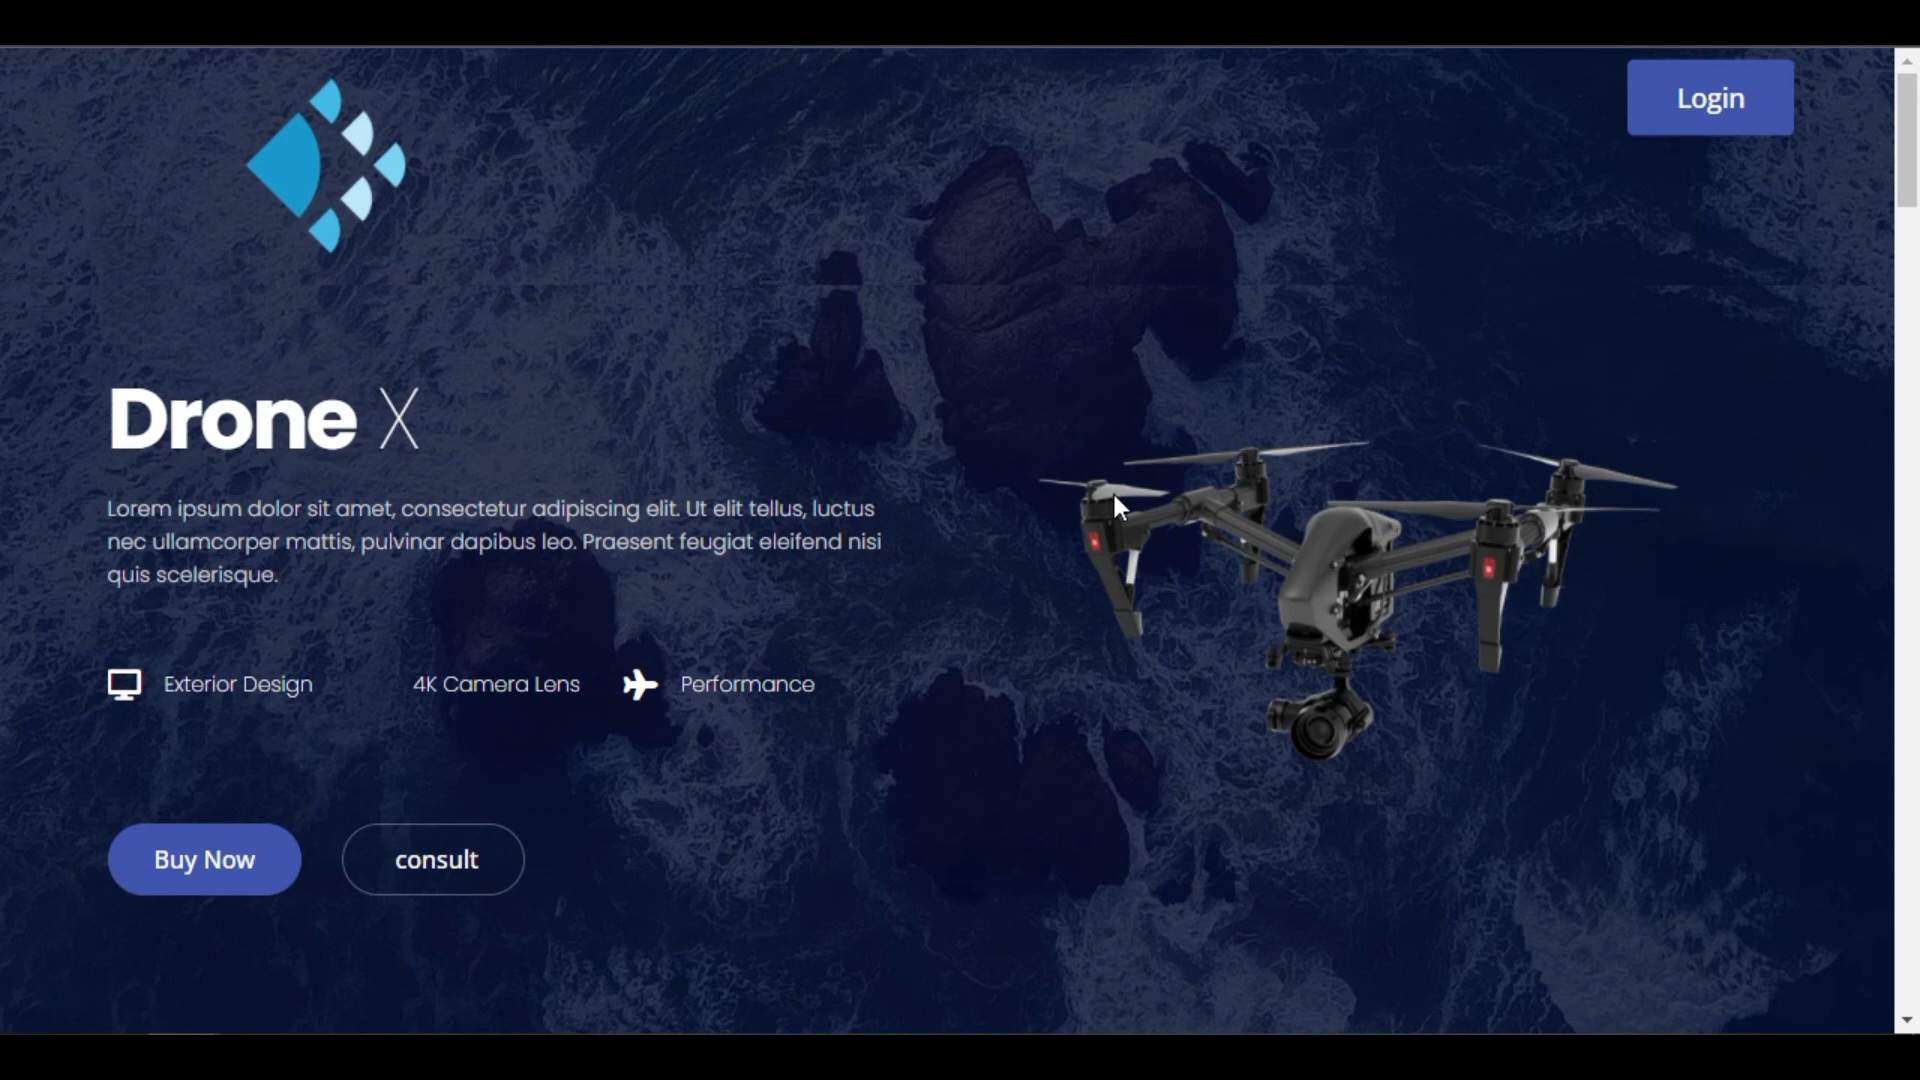 Login
Drone X
Lorem ipsum dolor sit amet, consectetur adipiscing elit. Ut elit tellus, luctus
nec ullamcorper mattis, pulvinar dapibus leo. Praesent feugiat eleifend nisi
quis scelerisque.
Exterior Design 4K Camera Lens Performance
Buy Now consult